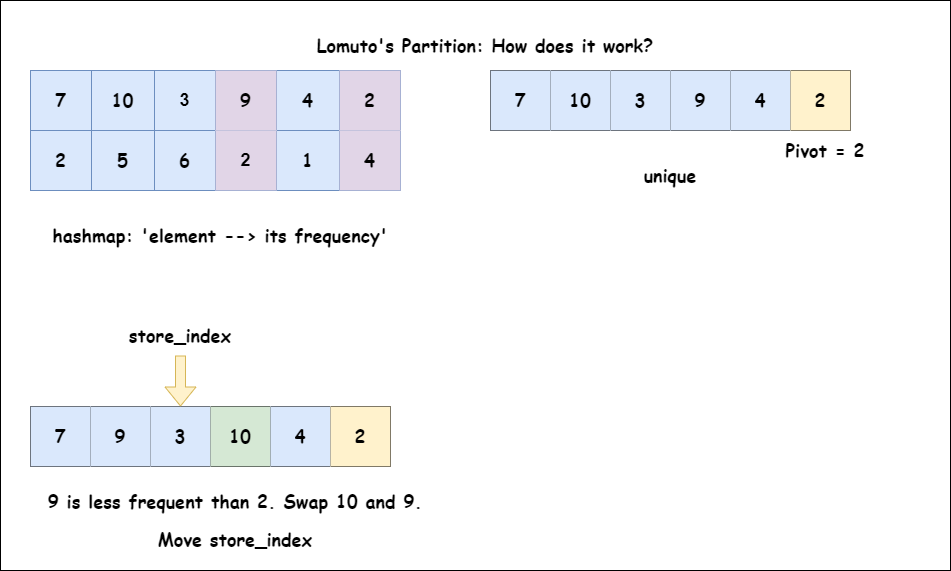 Lomuto's Partition: How does it work?
7 10 3 9 4 2
2 5 6 2 1 4
hashmap: 'element --> its frequency'
7 10 3 9 4 2
Pivot = 2
unique
store_index
7 9 3 10 4 2
9 is less frequent than 2. Swap 10 and 9.
Move store_index